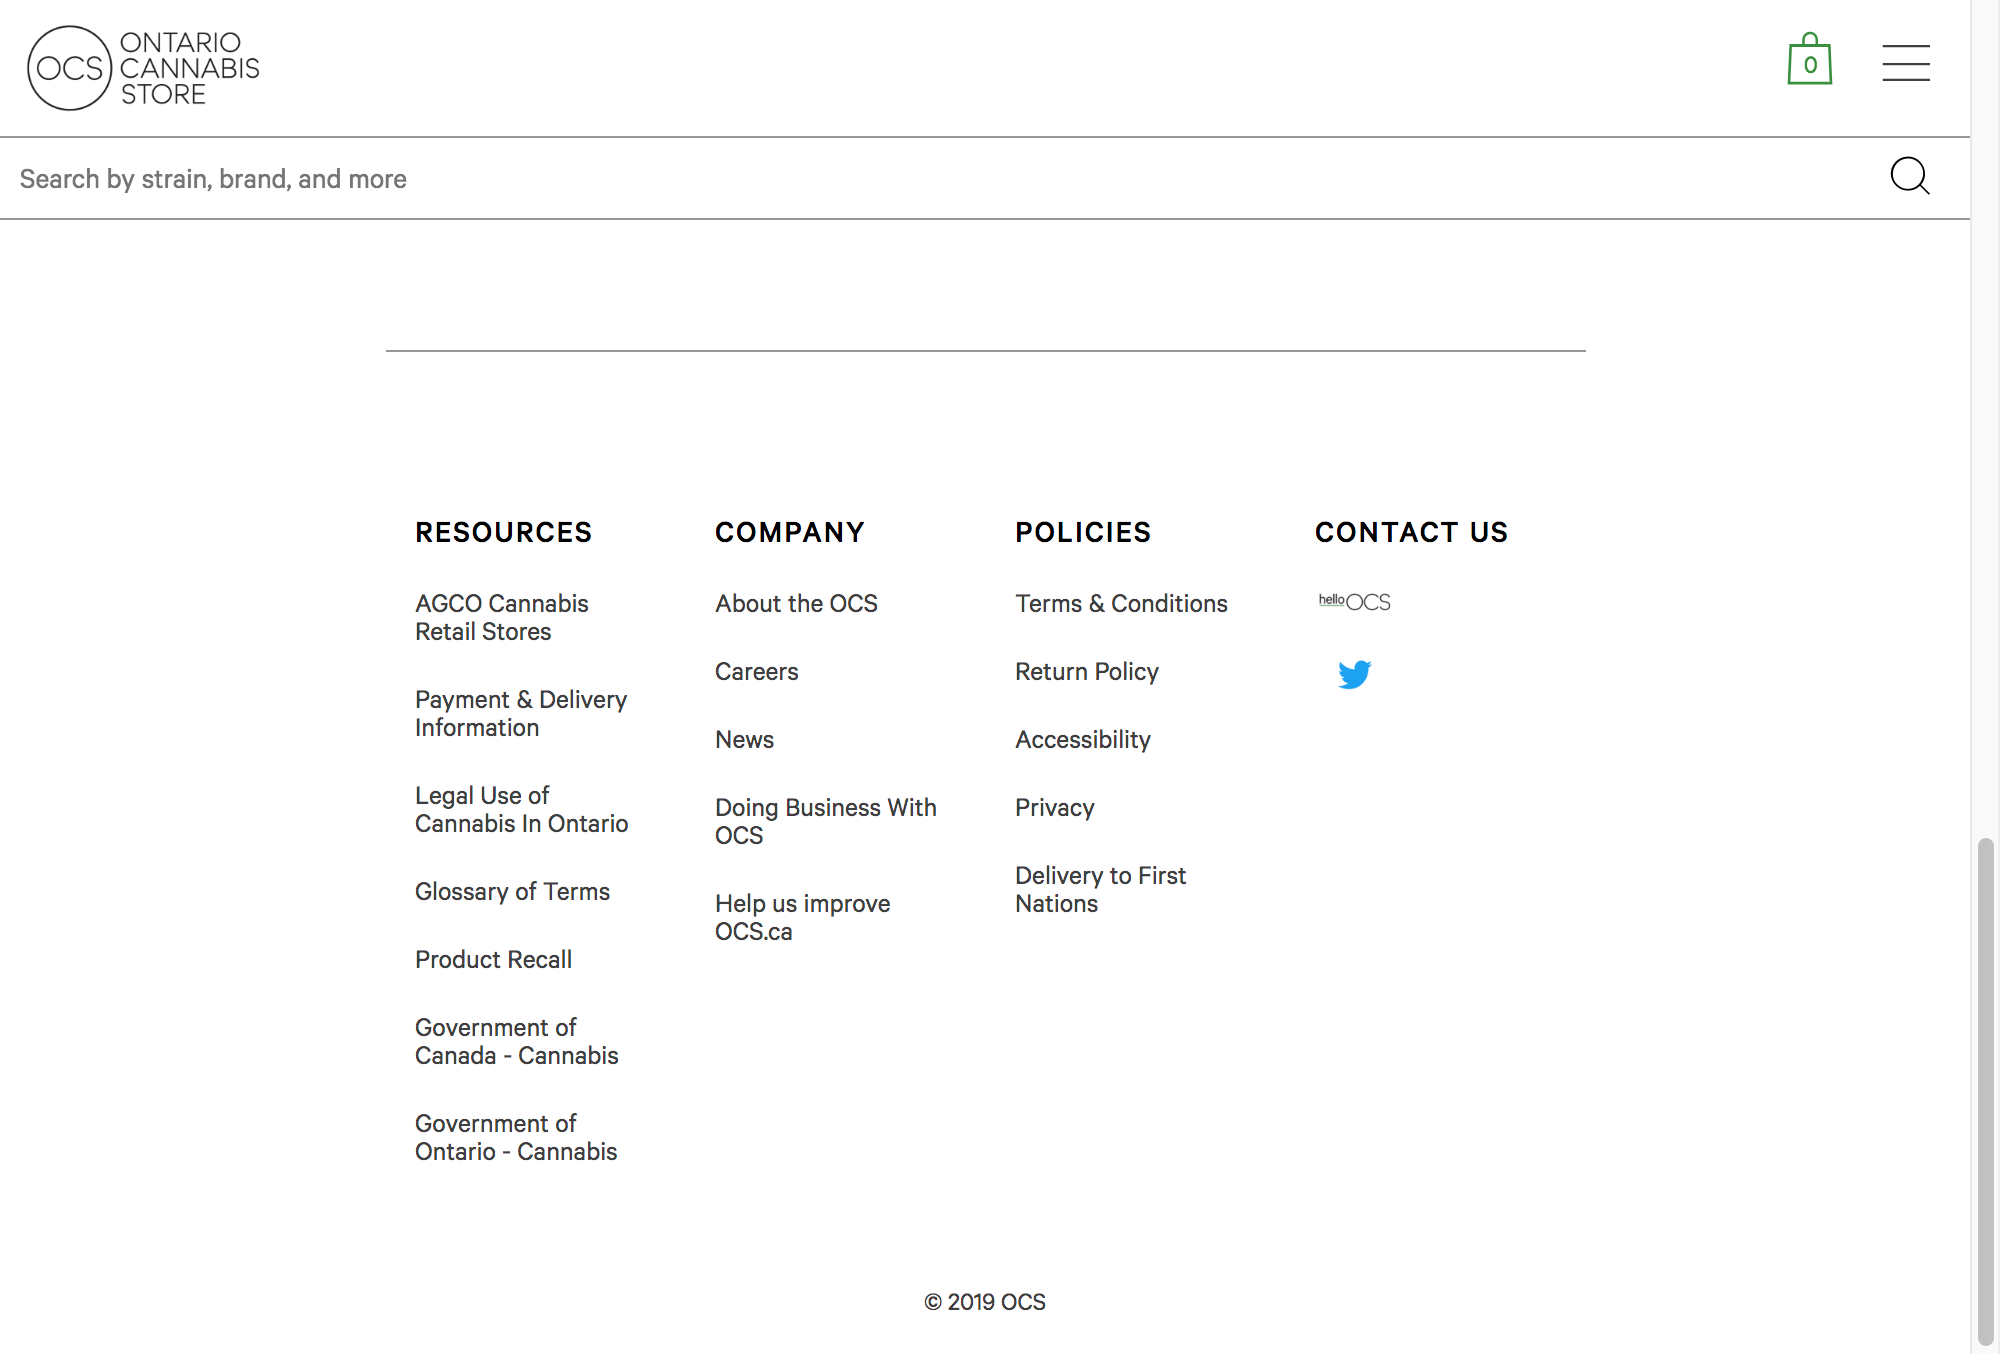 OCS
ONTARIO
CANNABIS
STORE
0
Search by strain, brand, and more
RESOURCES
AGCO Cannabis
Retail Stores
Payment & Delivery
Information
Legal Use of
Cannabis In Ontario
Glossary of Terms
Product Recall
Government of
Canada - Cannabis
Government of
Ontario - Cannabis
COMPANY
About the OCS
Careers
News
Doing Business With
OCS
Help us improve
OCS.ca
POLICIES
Terms & Conditions
Return Policy
Accessibility
Privacy
Delivery to First
Nations
CONTACT US
helloOCS
© 2019 OCS